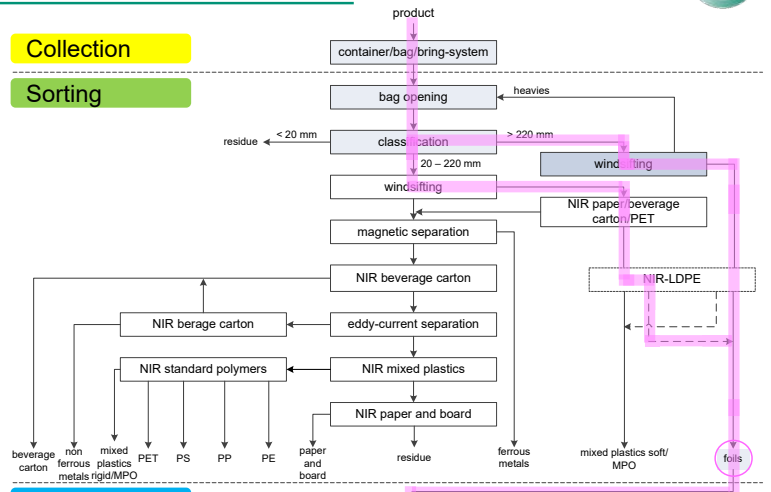 product
Collection
container/bag/bring-system
Sorting
bag opening
heavies
< 20 mm
classification
> 220 mm
residue
20 – 220 mm
windsifting
windsifting
NIR paper/beverage
carton/PET
magnetic separation
NIR beverage carton
NIR-LDPE
NIR berage carton
eddy-current separation
NIR standard polymers
NIR mixed plastics
NIR paper and board
beverage
carton
non
ferrous
metals
mixed
plastics
rigid/MPO
PET
PS
PP
PE
paper
and
board
residue
ferrous
metals
mixed plastics soft/
MPO
foils